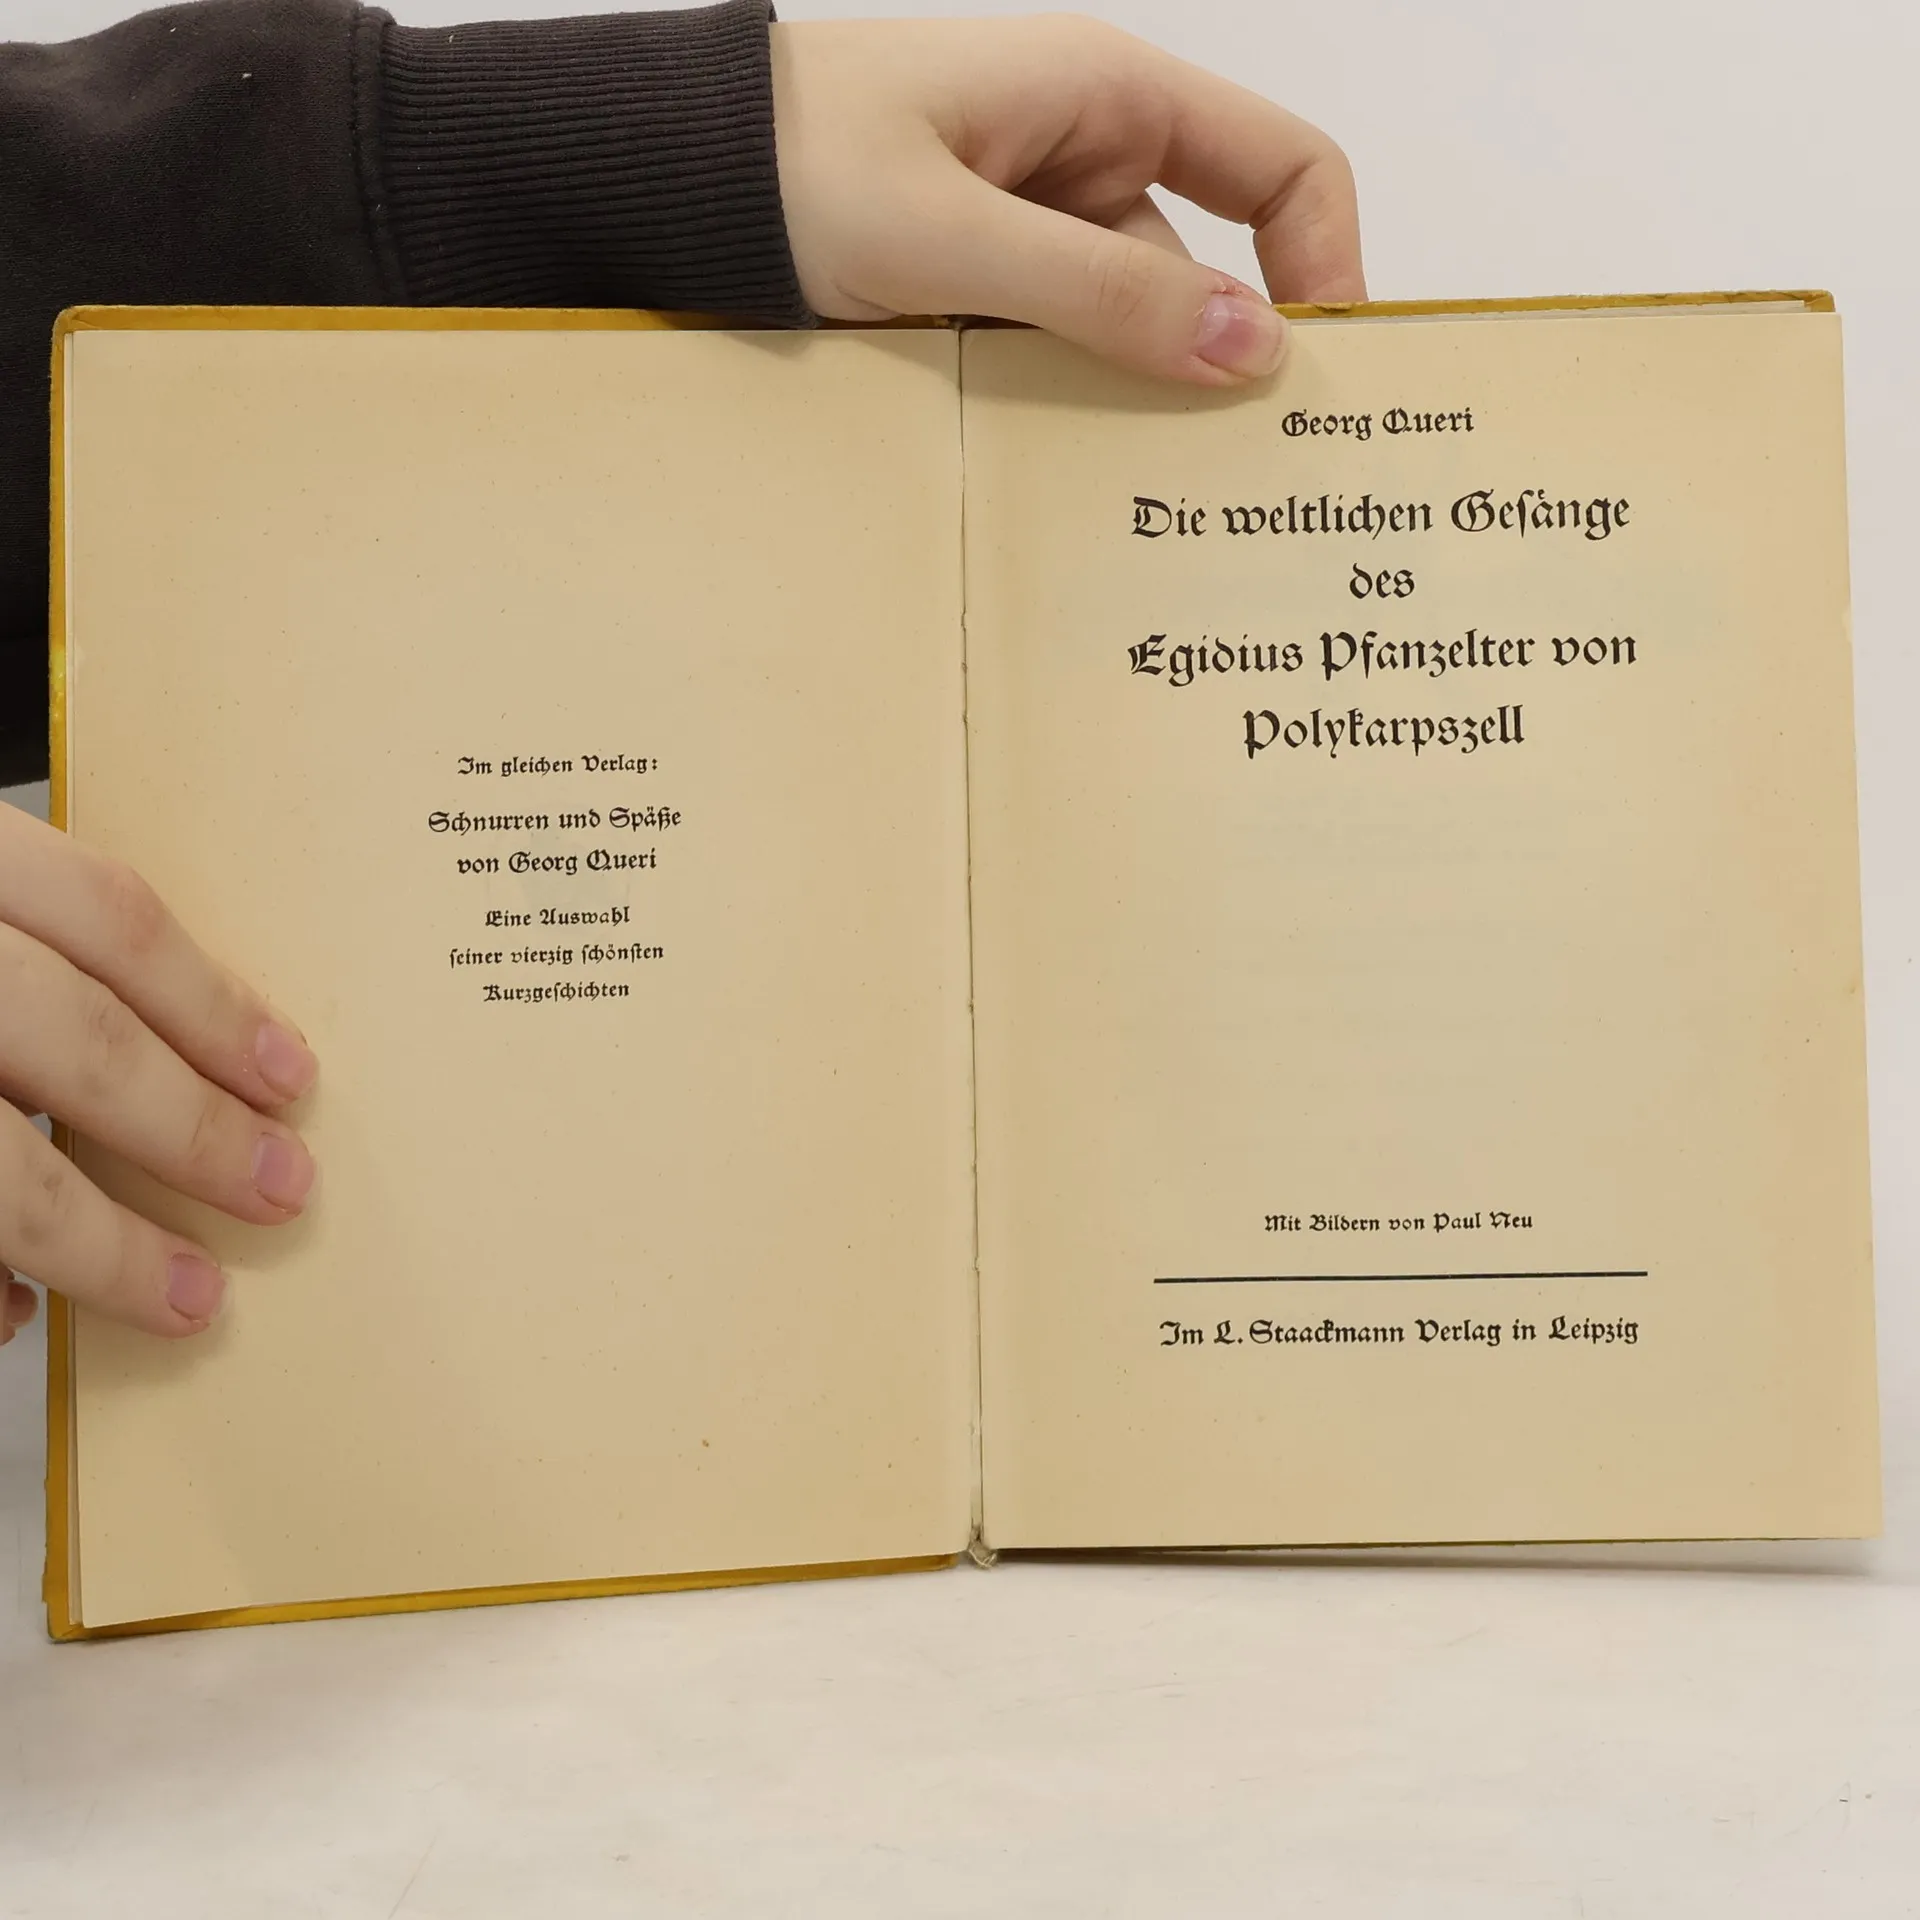 Im gleichen Verlag:
Schnurren und Späße
von Georg Queri
Eine Auswahl
ſeiner vierzig ſchönſten
Kurzgeſchichten
Georg Queri
Die weltlichen Geſänge
des
Egidius Pfanzelter von
Polykarpszell
Mit Bildern von Paul Neu
Im L. Staackmann Verlag in Leipzig